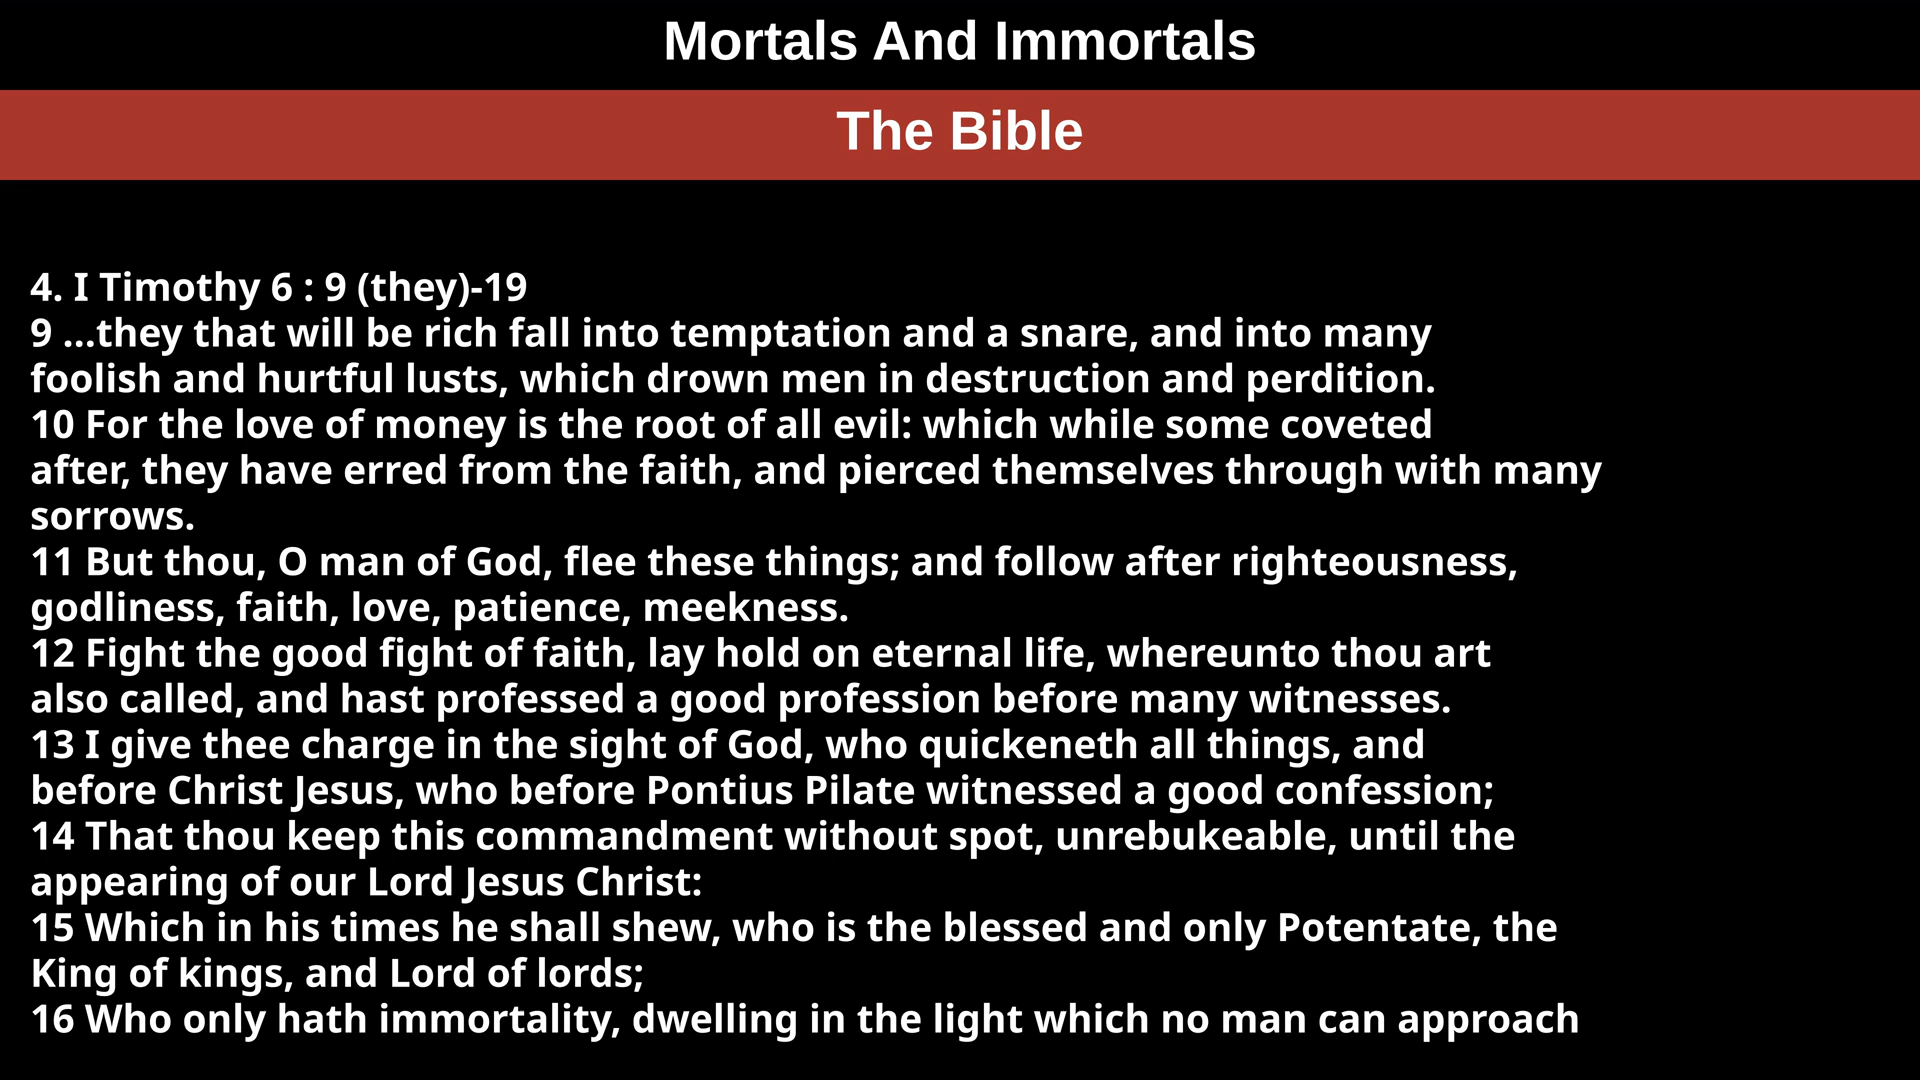 Mortals And Immortals
The Bible
4. I Timothy 6 : 9 (they)-19
9 ...they that will be rich fall into temptation and a snare, and into many
foolish and hurtful lusts, which drown men in destruction and perdition.
10 For the love of money is the root of all evil: which while some coveted
after, they have erred from the faith, and pierced themselves through with many
sorrows.
11 But thou, O man of God, flee these things; and follow after righteousness,
godliness, faith, love, patience, meekness.
12 Fight the good fight of faith, lay hold on eternal life, whereunto thou art
also called, and hast professed a good profession before many witnesses.
13 I give thee charge in the sight of God, who quickeneth all things, and
before Christ Jesus, who before Pontius Pilate witnessed a good confession;
14 That thou keep this commandment without spot, unrebukeable, until the
appearing of our Lord Jesus Christ:
15 Which in his times he shall shew, who is the blessed and only Potentate, the
King of kings, and Lord of lords;
16 Who only hath immortality, dwelling in the light which no man can approach